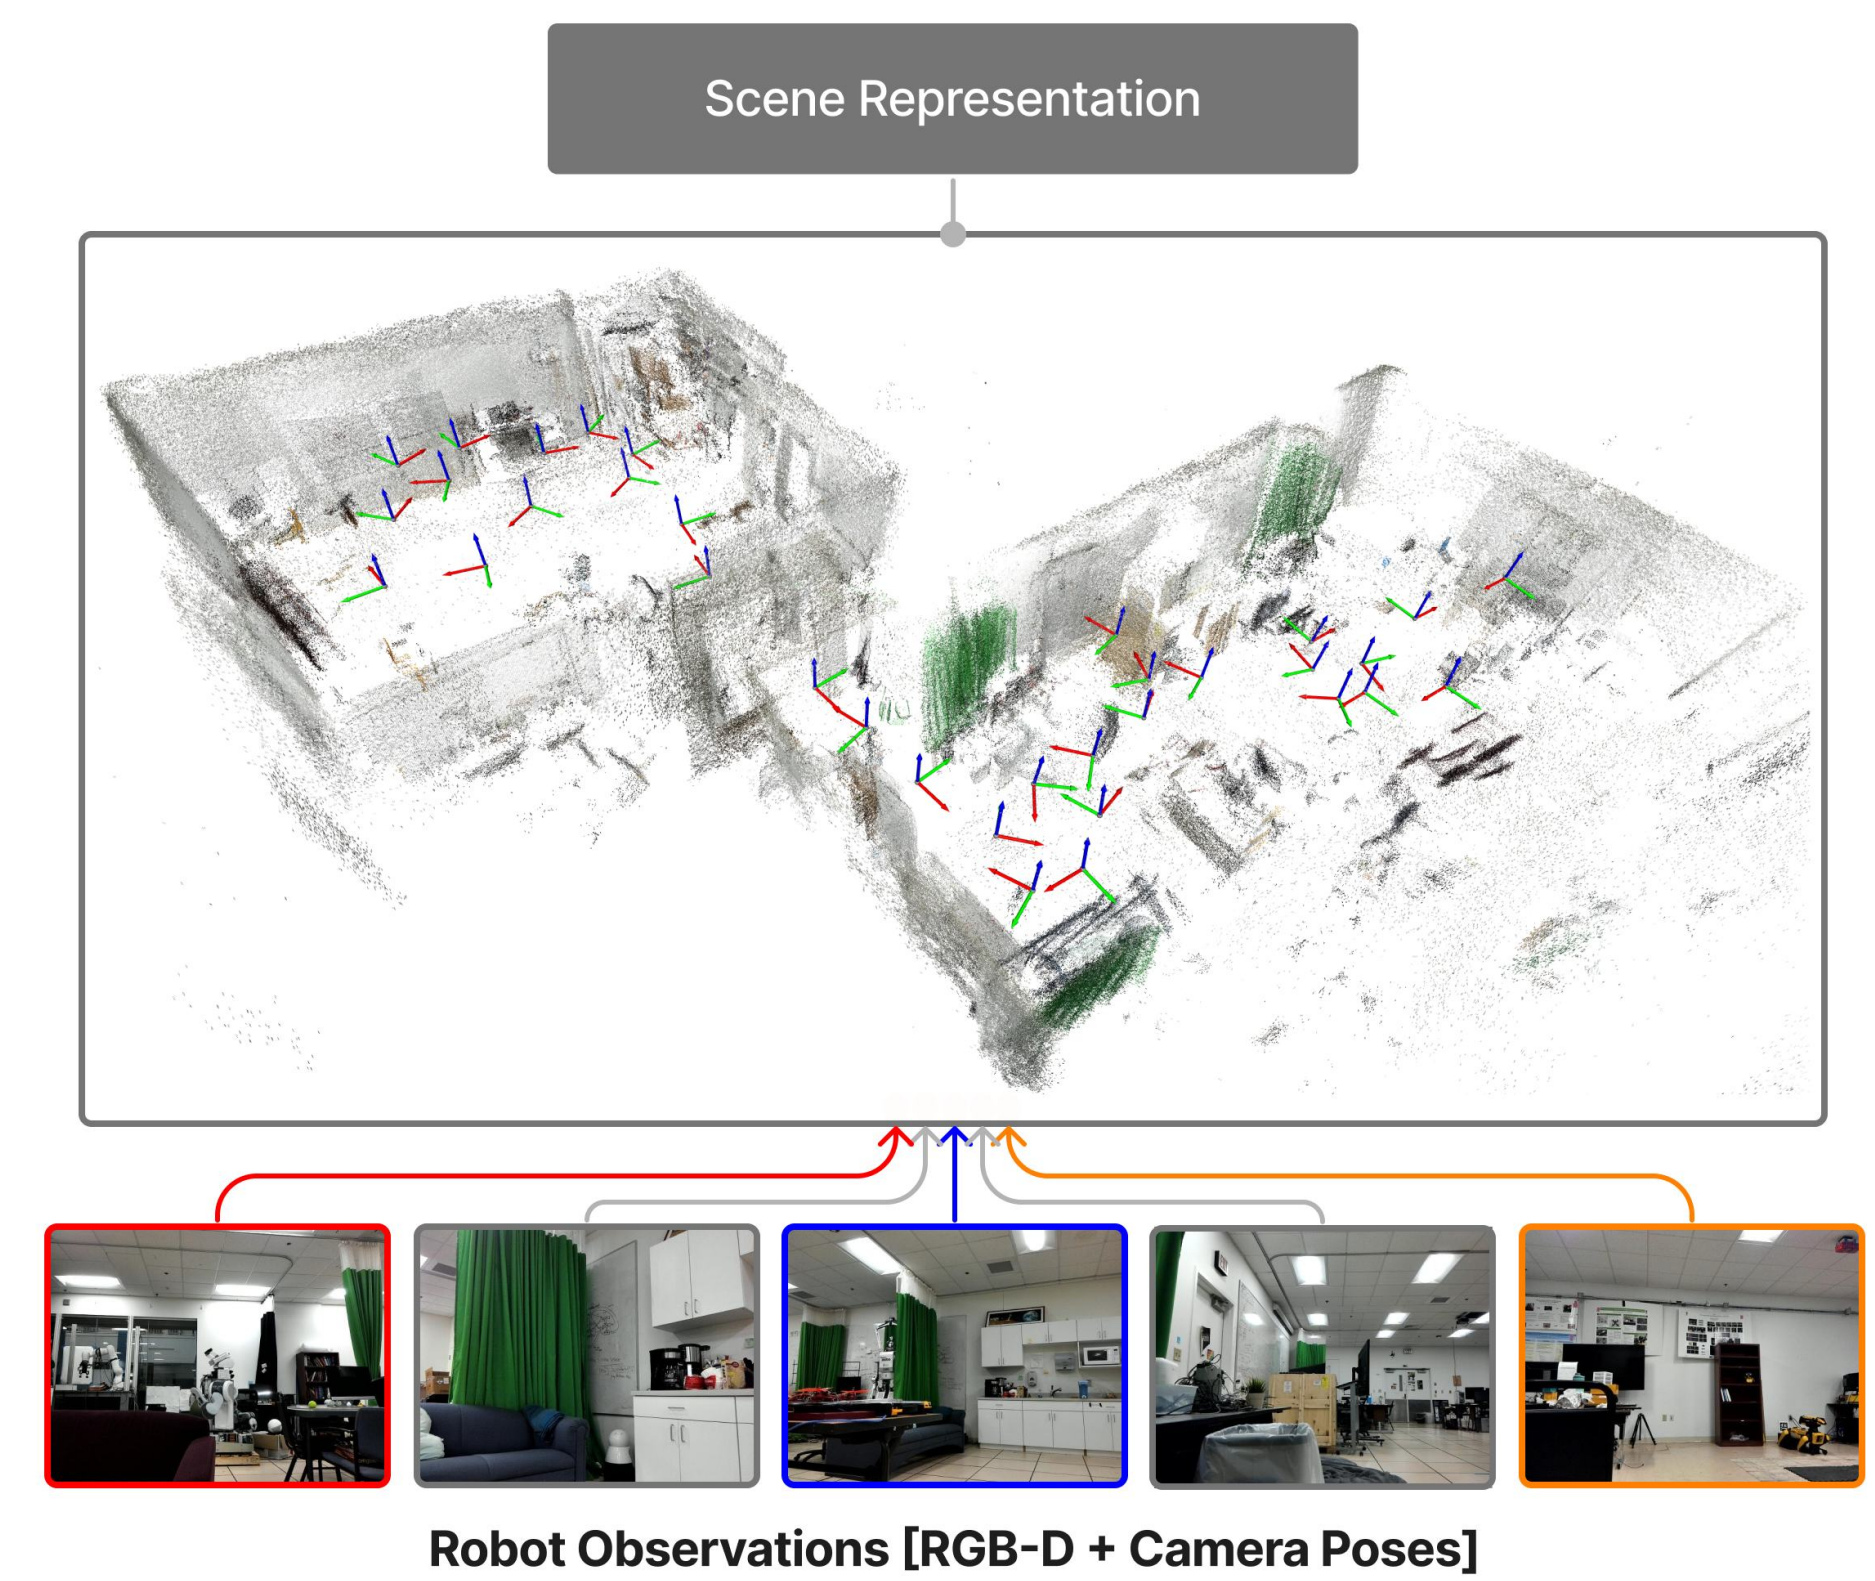 Scene Representation
Robot Observations [RGB-D + Camera Poses]